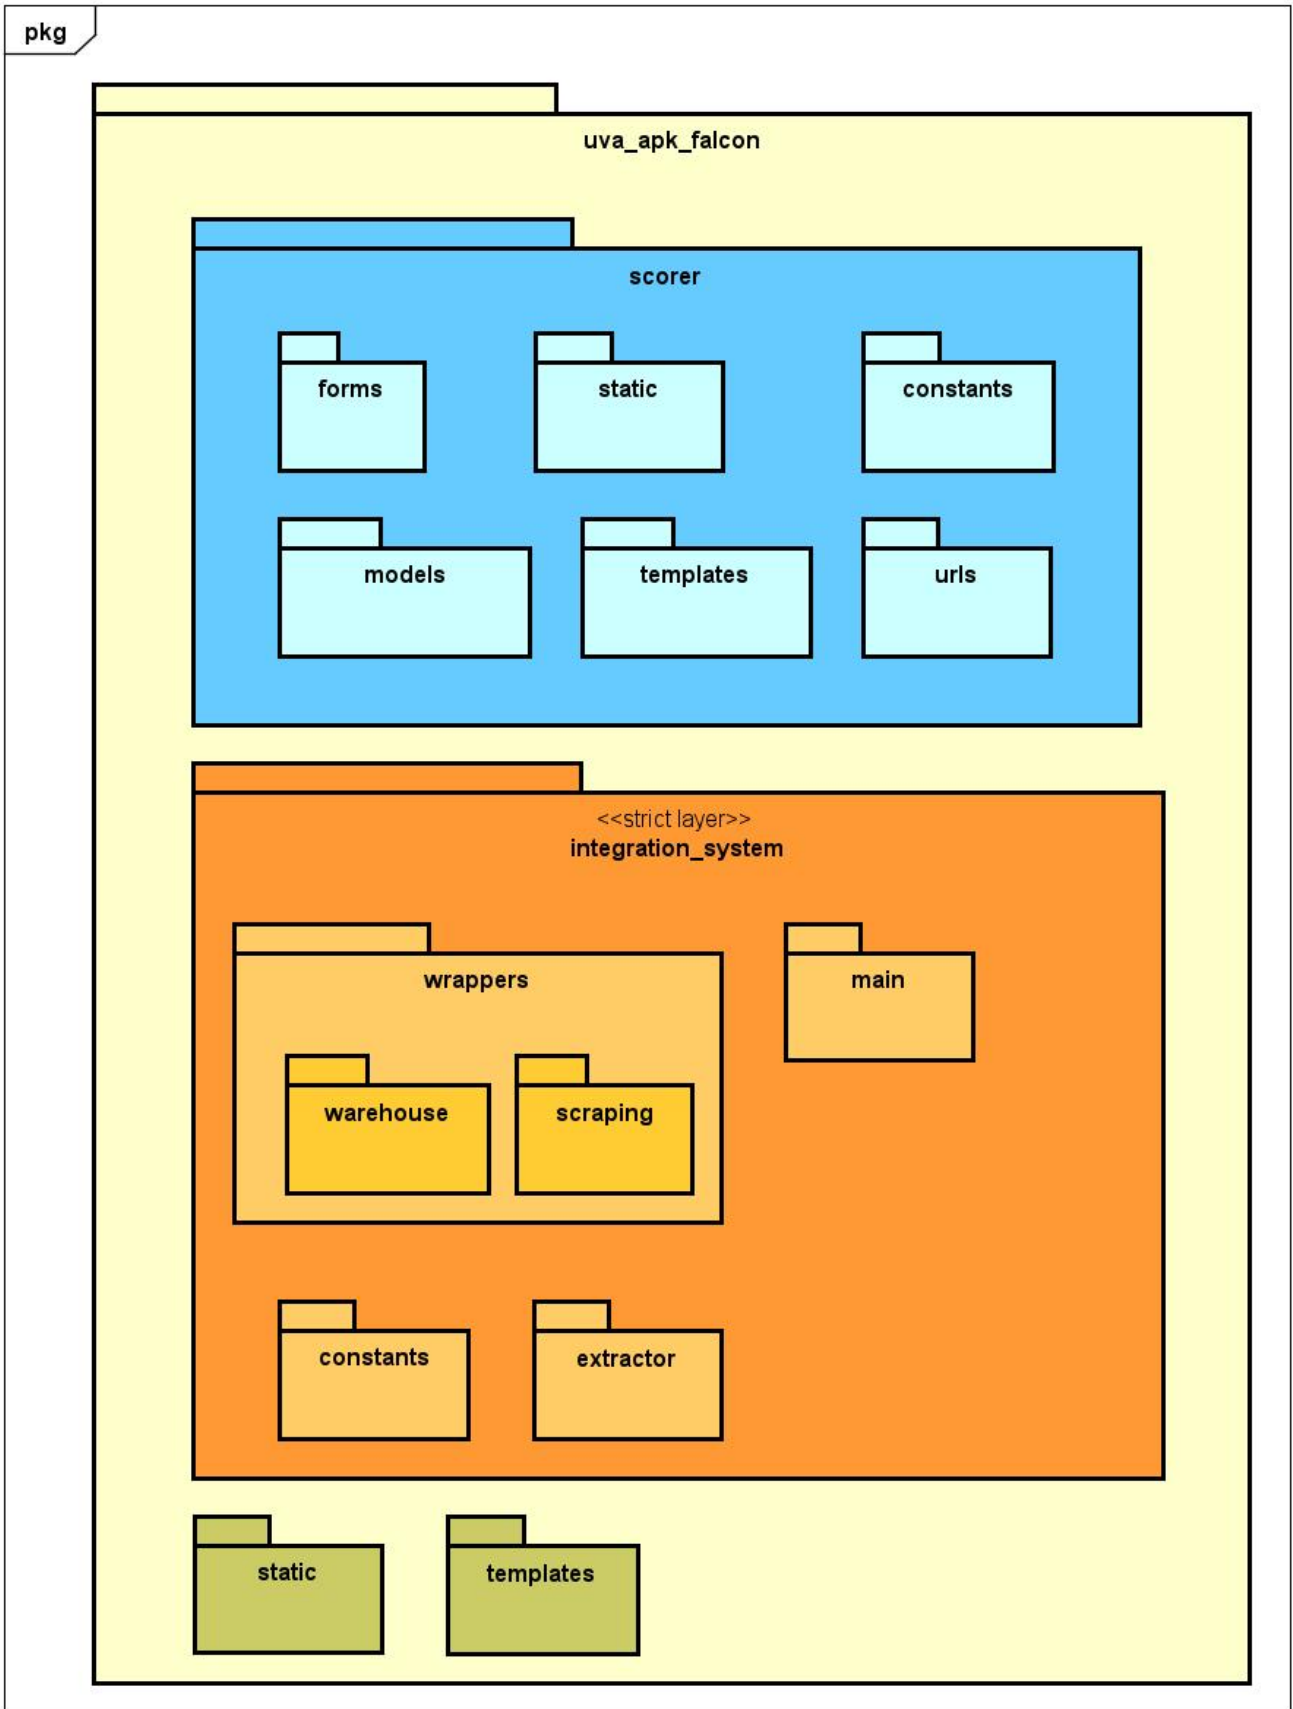 pkg
uva_apk_falcon
scorer
forms
static
constants
models
templates
urls
<<strict layer>>
integration_system
wrappers
main
warehouse
scraping
constants
extractor
static
templates